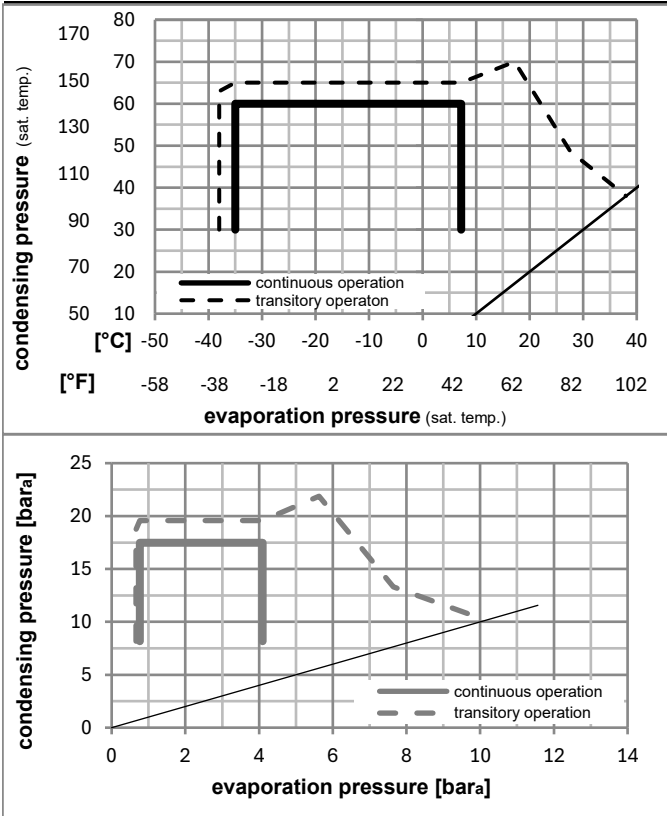 condensing pressure (sat. temp.)
170 80
150 70
130 60
110 50
90 40
70 30
50 20
10
continuous operation
transitory operaton
[°C] -50 -40 -30 -20 -10 0 10 20 30 40
[°F] -58 -38 -18 2 22 42 62 82 102
evaporation pressure (sat. temp.)
condensing pressure [bara]
25
20
15
10
5
0
continuous operation
transitory operation
0 2 4 6 8 10 12 14
evaporation pressure [bara]